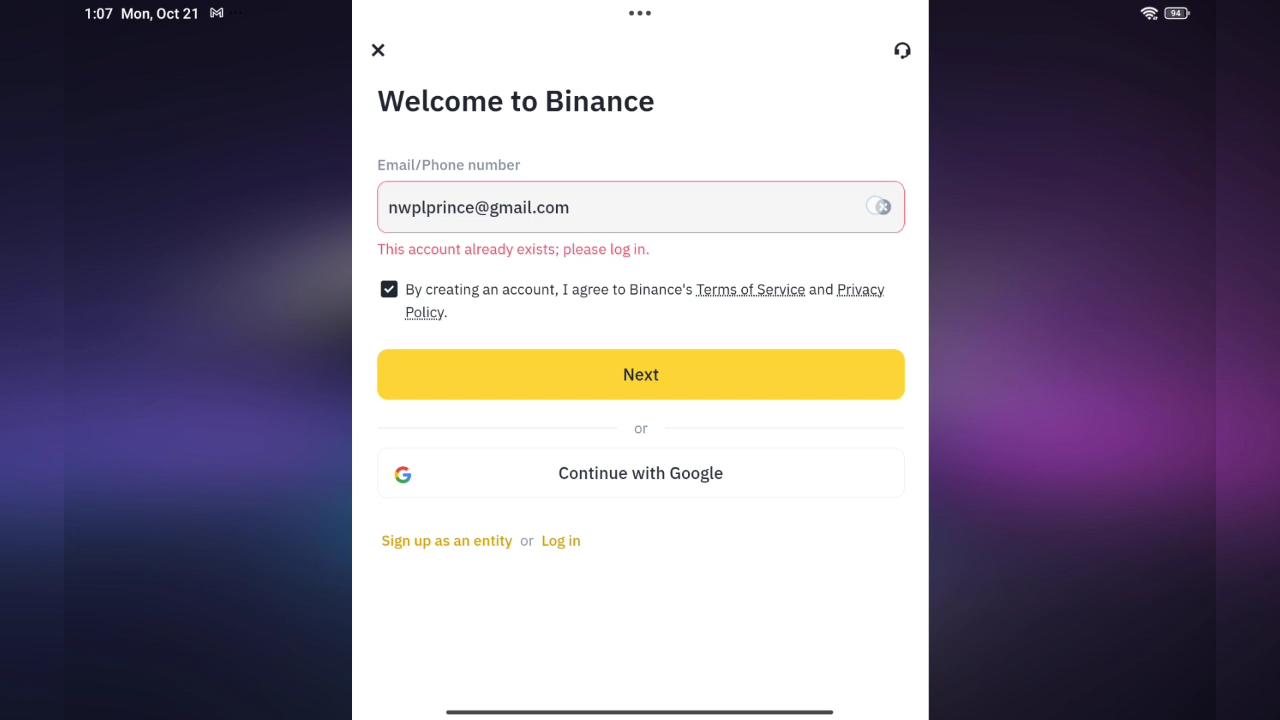 1:07 Mon, Oct 21
94
Welcome to Binance
Email/Phone number
nwplprince@gmail.com
This account already exists; please log in.
By creating an account, I agree to Binance's Terms of Service and Privacy
Policy.
Next
or
Continue with Google
Sign up as an entity or Log in